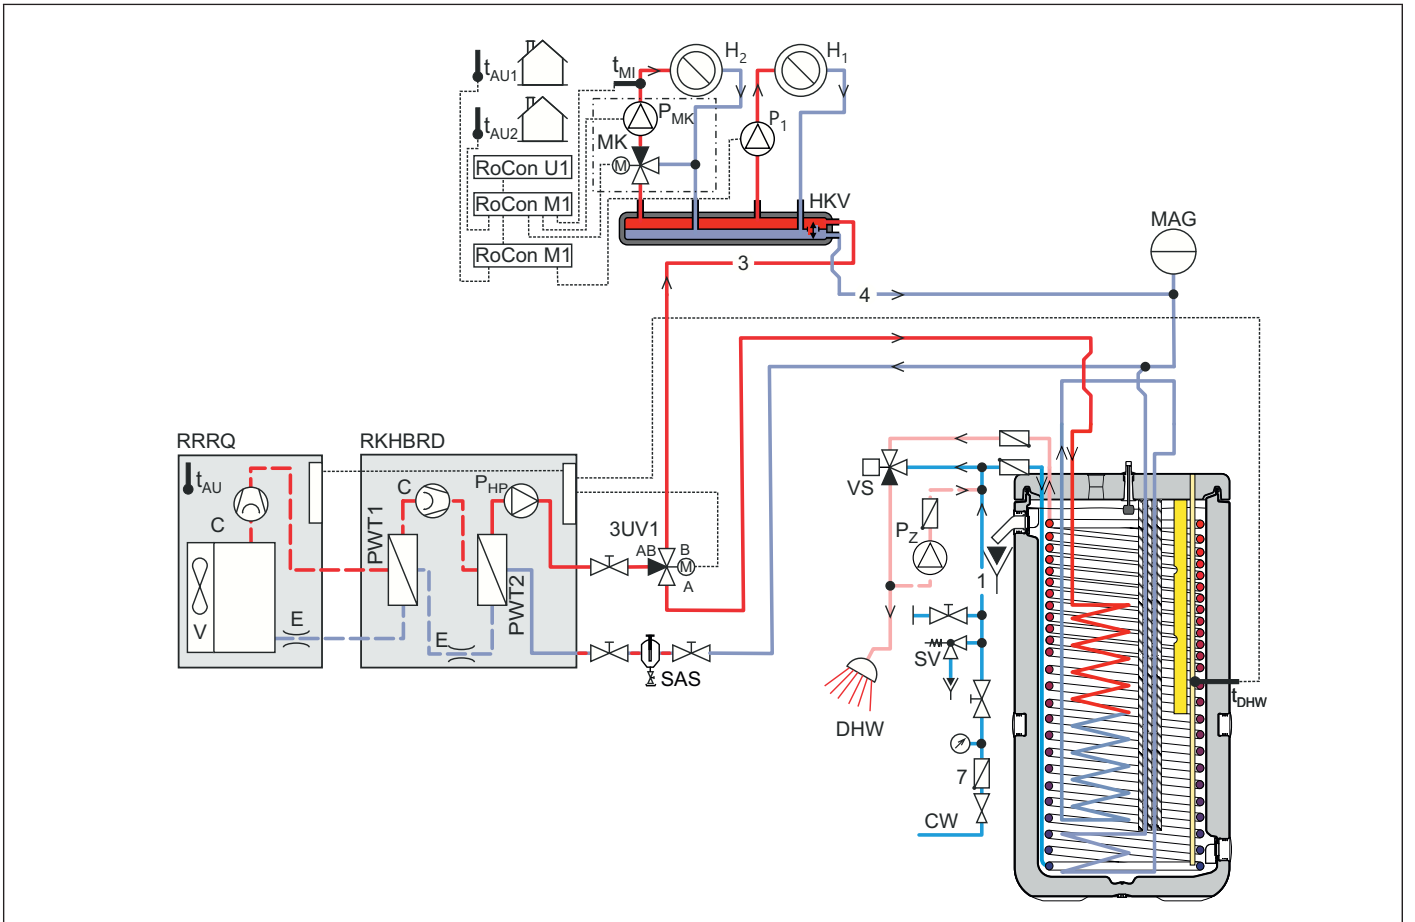 H2
H1
tMI
tAU1
PMK
P1
tAU2
MK
M
RoCon U1
RoCon M1
HKV
RoCon M1
MAG
3
4
RRRQ
RKHBRD
tAU
C
C
PHP
VS
3UV1
AB
B
M
A
PWT1
PZ
1
PWT2
V
E
E
SV
SAS
tDHW
DHW
7
CW